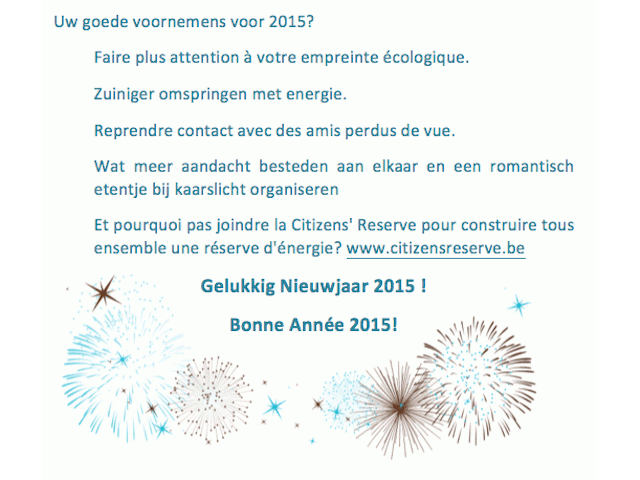 Uw goede voornemens voor 2015?
Faire plus attention à votre empreinte écologique.
Zuiniger omspringen met energie.
Reprendre contact avec des amis perdus de vue.
Wat meer aandacht besteden aan elkaar en een romantisch
etentje bij kaarslicht organiseren
Et pourquoi pas joindre la Citizens' Reserve pour construire tous
ensemble une réserve d'énergie? www.citizensreserve.be
Gelukkig Nieuwjaar 2015 !
Bonne Année 2015!